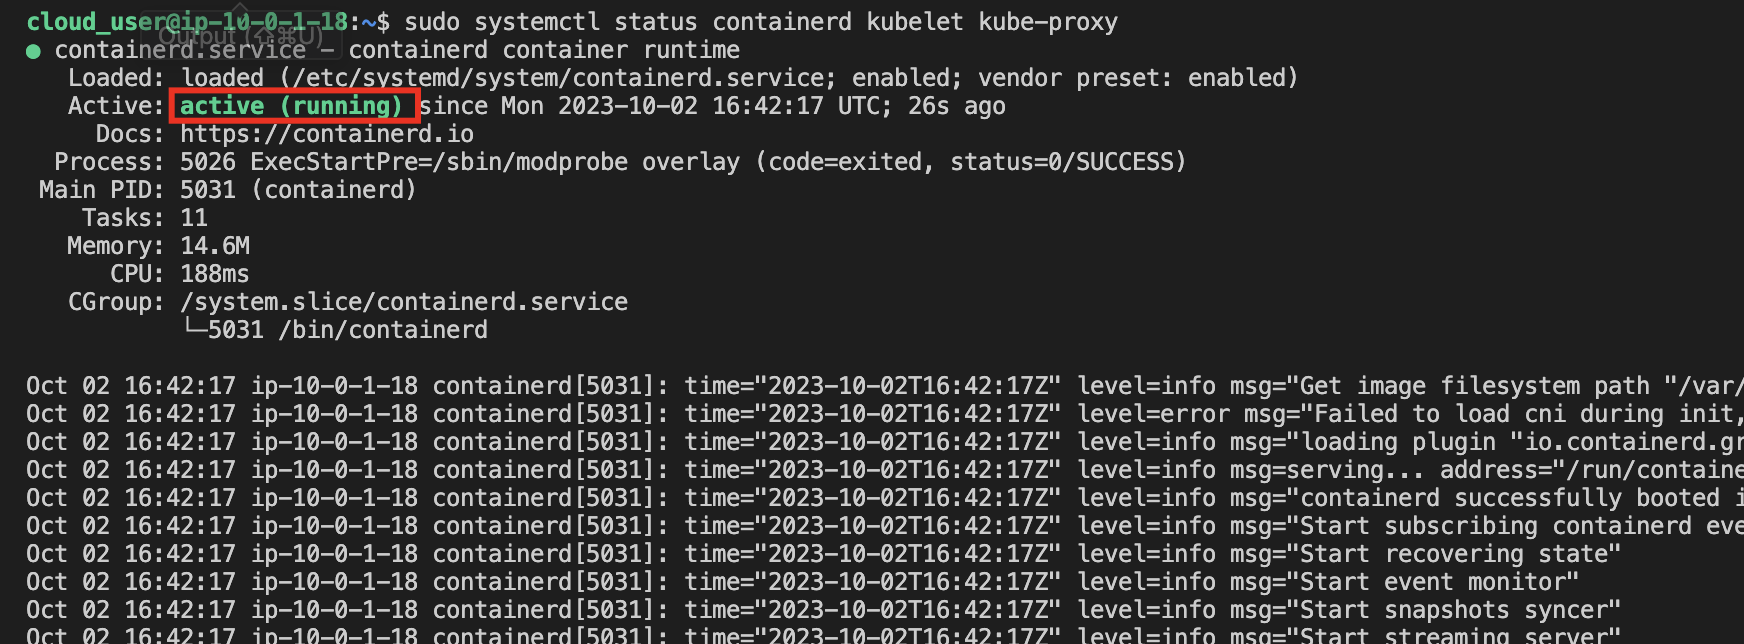 cloud_user@ip-10-0-1-18:~$ sudo systemctl status containerd kubelet kube-proxy
Output (⇧⌘U)
● containerd.service - containerd container runtime
Loaded: loaded (/etc/systemd/system/containerd.service; enabled; vendor preset: enabled)
Active: active (running) since Mon 2023-10-02 16:42:17 UTC; 26s ago
Docs: https://containerd.io
Process: 5026 ExecStartPre=/sbin/modprobe overlay (code=exited, status=0/SUCCESS)
Main PID: 5031 (containerd)
Tasks: 11
Memory: 14.6M
CPU: 188ms
CGroup: /system.slice/containerd.service
└─5031 /bin/containerd
Oct 02 16:42:17 ip-10-0-1-18 containerd[5031]: time="2023-10-02T16:42:17Z" level=info msg="Get image filesystem path "/var/
Oct 02 16:42:17 ip-10-0-1-18 containerd[5031]: time="2023-10-02T16:42:17Z" level=error msg="Failed to load cni during init,
Oct 02 16:42:17 ip-10-0-1-18 containerd[5031]: time="2023-10-02T16:42:17Z" level=info msg="loading plugin "io.containerd.gr
Oct 02 16:42:17 ip-10-0-1-18 containerd[5031]: time="2023-10-02T16:42:17Z" level=info msg=serving... address="/run/containe
Oct 02 16:42:17 ip-10-0-1-18 containerd[5031]: time="2023-10-02T16:42:17Z" level=info msg="containerd successfully booted i
Oct 02 16:42:17 ip-10-0-1-18 containerd[5031]: time="2023-10-02T16:42:17Z" level=info msg="Start subscribing containerd eve
Oct 02 16:42:17 ip-10-0-1-18 containerd[5031]: time="2023-10-02T16:42:17Z" level=info msg="Start recovering state"
Oct 02 16:42:17 ip-10-0-1-18 containerd[5031]: time="2023-10-02T16:42:17Z" level=info msg="Start event monitor"
Oct 02 16:42:17 ip-10-0-1-18 containerd[5031]: time="2023-10-02T16:42:17Z" level=info msg="Start snapshots syncer"
Oct 02 16:42:17 ip-10-0-1-18 containerd[5031]: time="2023-10-02T16:42:17Z" level=info msg="Start streaming server"